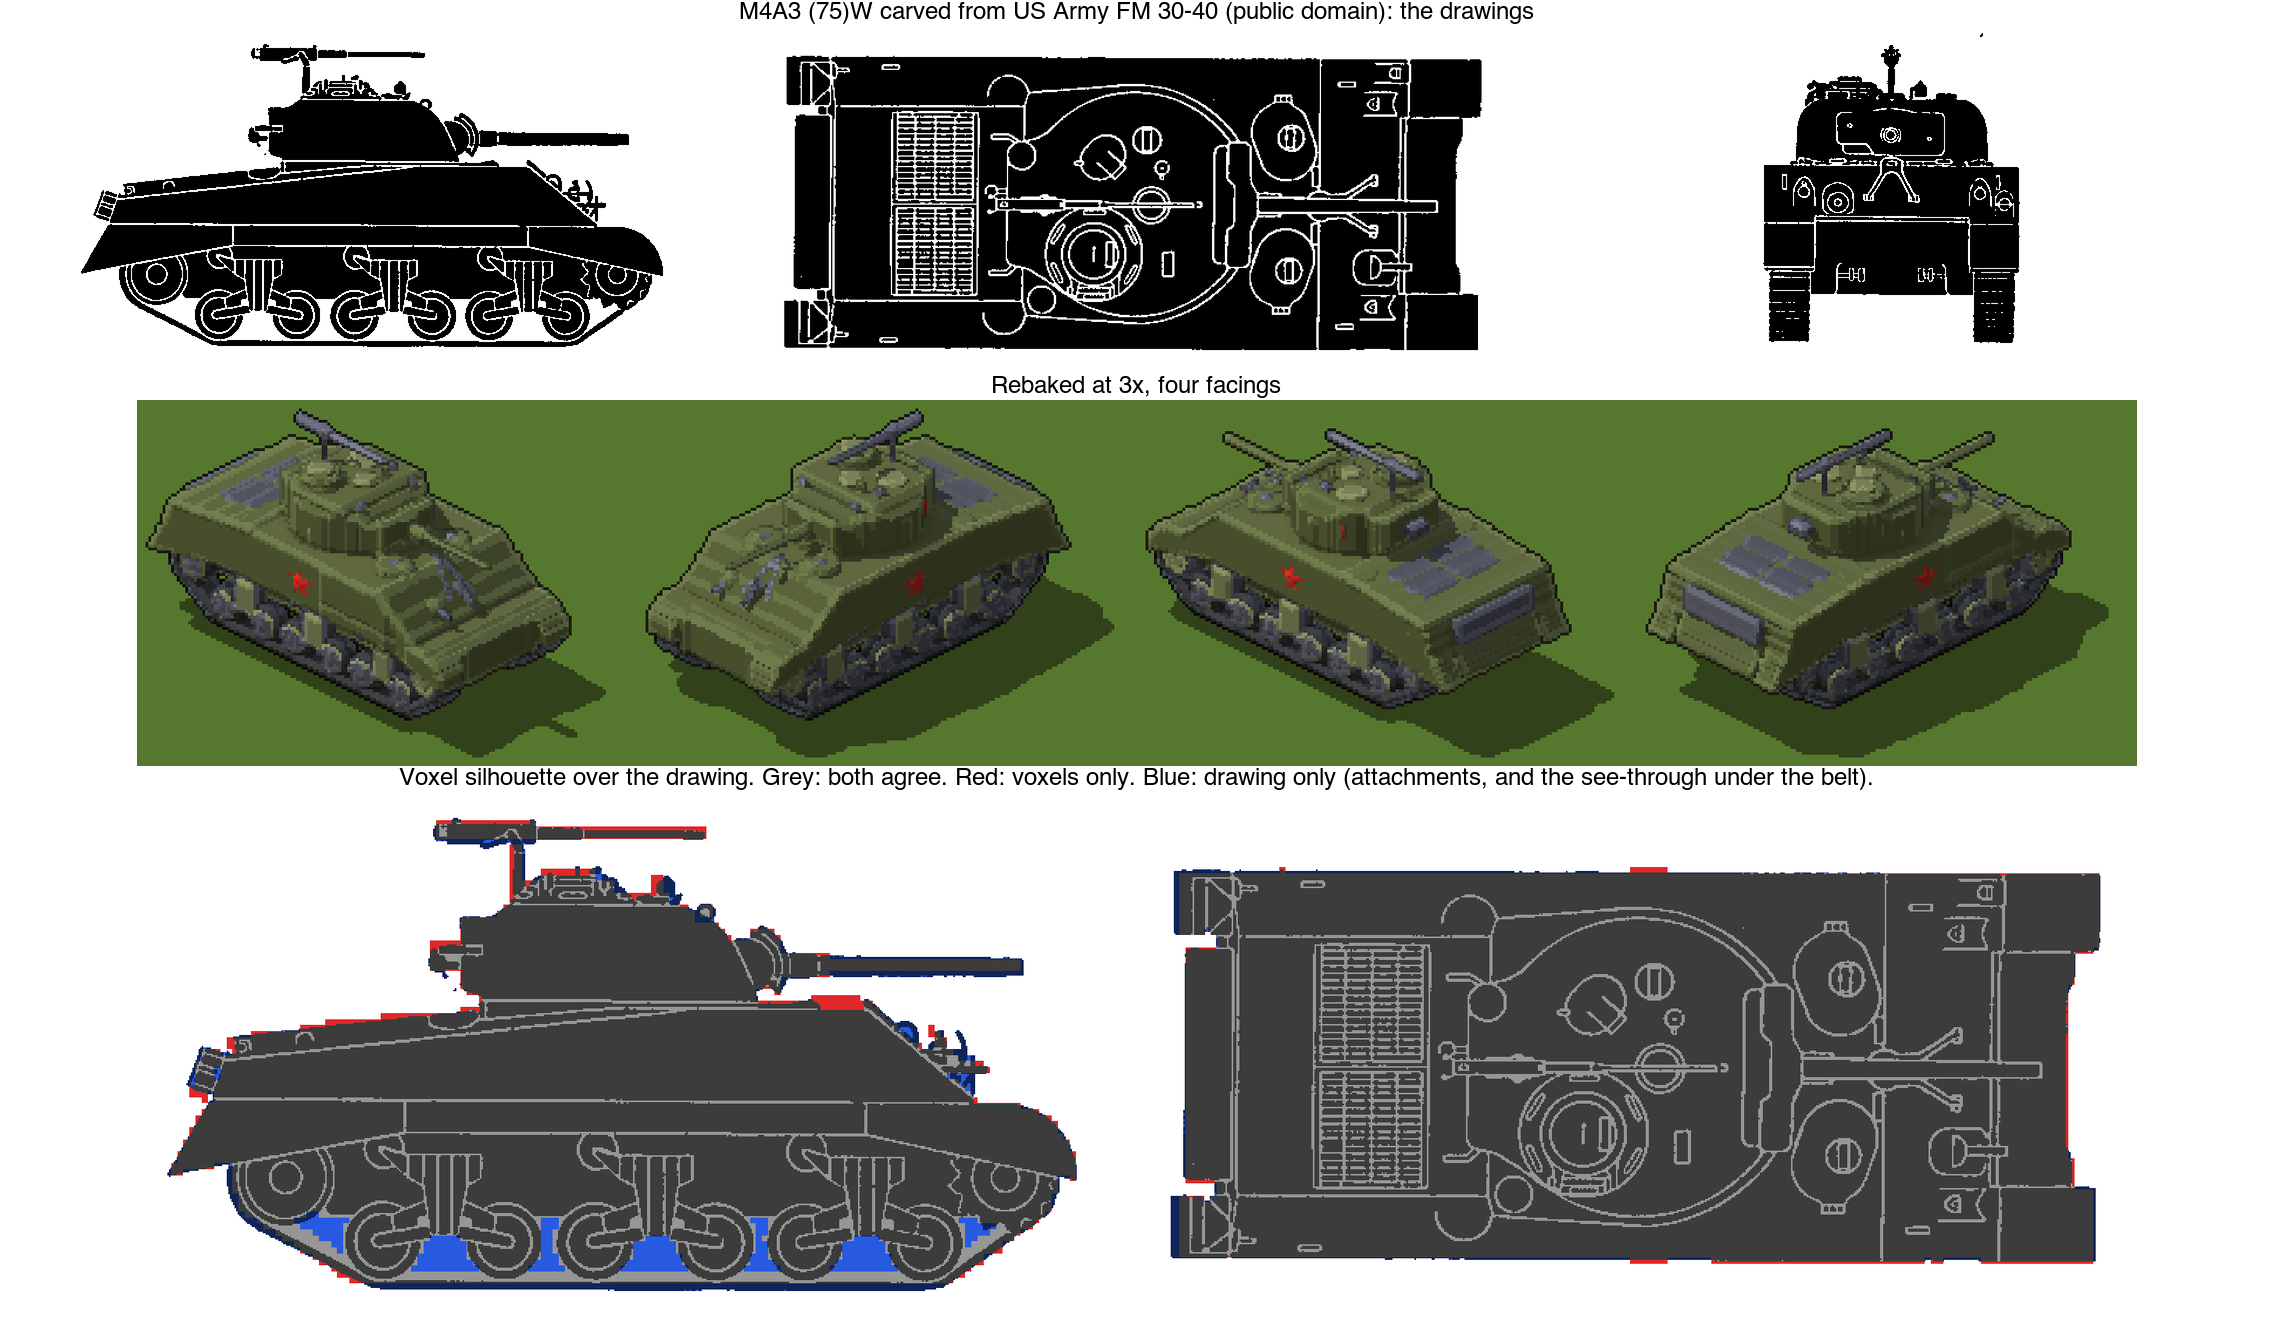 M4A3 (75)W carved from US Army FM 30-40 (public domain): the drawings
Rebaked at 3x, four facings
Voxel silhouette over the drawing. Grey: both agree. Red: voxels only. Blue: drawing only (attachments, and the see-through under the belt).